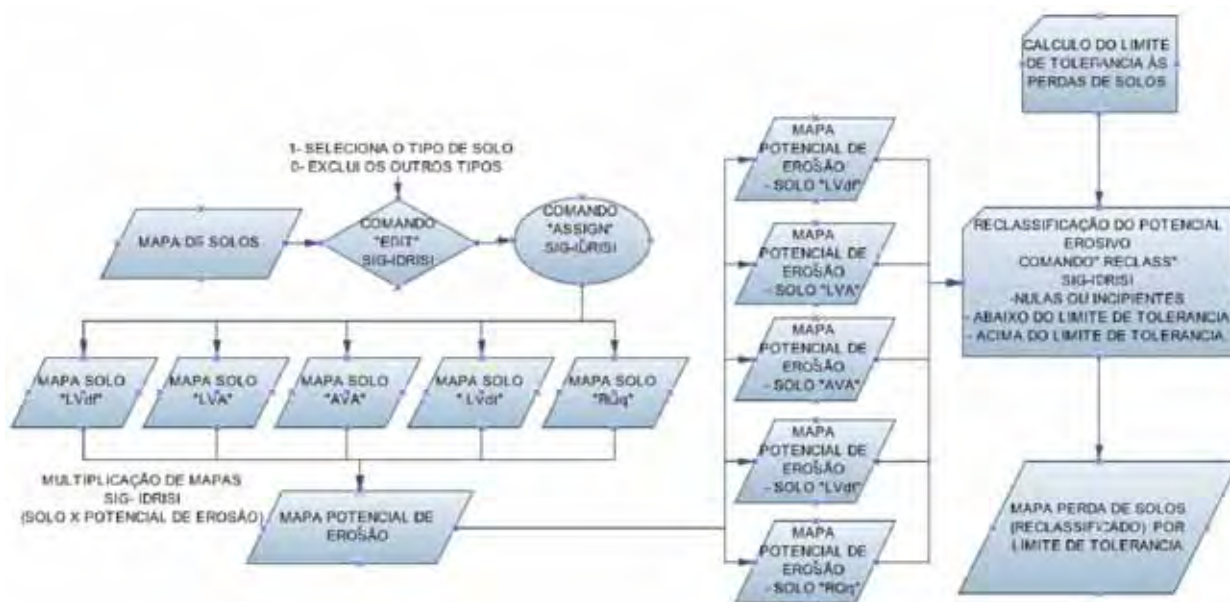 1- SELECIONA O TIPO DE SOLO
0- EXCLUI OS OUTROS TIPOS
MAPA DE SOLOS
COMANDO
"EDIT"
SIG-IDRISI
COMANDO
"ASSIGN"
SIG-IDRISI
MAPA SOLO
"LVdf"
MAPA SOLO
"LVA"
MAPA SOLO
"AVA"
MAPA SOLO
MAPA SOLO
"RQq"
MULTIPLICAÇÃO DE MAPAS
SIG- IDRISI
(SOLO X POTENCIAL DE EROSÃO)
MAPA POTENCIAL DE
EROSÃO
MAPA
POTENCIAL DE
EROSÃO
- SOLO "LVdf"
MAPA
POTENCIAL DE
EROSÃO
- SOLO "LVA"
MAPA
POTENCIAL DE
EROSÃO
- SOLO "AVA"
MAPA
POTENCIAL DE
EROSÃO
- SOLO
MAPA
POTENCIAL DE
EROSÃO
- SOLO "RQq"
CALCULO DO LIMITE
DE TOLERANCIA ÀS
PERDAS DE SOLOS
RECLASSIFICAÇÃO DO POTENCIAL
EROSIVO
COMANDO" RECLASS"
SIG-IDRISI
-NULAS OU INCIPIENTES
- ABAIXO DO LIMITE DE TOLERANCIA
- ACIMA DO LIMITE DE TOLERANCIA
MAPA PERDA DE SOLOS
(RECLASSIFICADO) POR
LIMITE DE TOLERANCIA